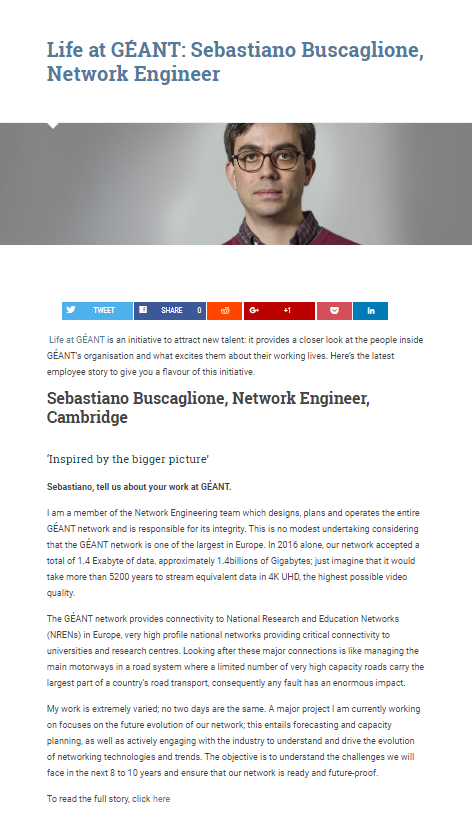 Life at GÉANT: Sebastiano Buscaglione,
Network Engineer
TWEET
SHARE 0
+1
Life at GÉANT is an initiative to attract new talent: it provides a closer look at the people inside
GÉANT's organisation and what excites them about their working lives. Here's the latest
employee story to give you a flavour of this initiative.
Sebastiano Buscaglione, Network Engineer,
Cambridge
'Inspired by the bigger picture'
Sebastiano, tell us about your work at GÉANT.
I am a member of the Network Engineering team which designs, plans and operates the entire
GÉANT network and is responsible for its integrity. This is no modest undertaking considering
that the GÉANT network is one of the largest in Europe. In 2016 alone, our network accepted a
total of 1.4 Exabyte of data, approximately 1.4billions of Gigabytes; just imagine that it would
take more than 5200 years to stream equivalent data in 4K UHD, the highest possible video
quality.
The GÉANT network provides connectivity to National Research and Education Networks
(NRENs) in Europe, very high profile national networks providing critical connectivity to
universities and research centres. Looking after these major connections is like managing the
main motorways in a road system where a limited number of very high capacity roads carry the
largest part of a country's road transport, consequently any fault has an enormous impact.
My work is extremely varied; no two days are the same. A major project I am currently working
on focuses on the future evolution of our network; this entails forecasting and capacity
planning, as well as actively engaging with the industry to understand and drive the evolution
of networking technologies and trends. The objective is to understand the challenges we will
face in the next 8 to 10 years and ensure that our network is ready and future-proof.
To read the full story, click here